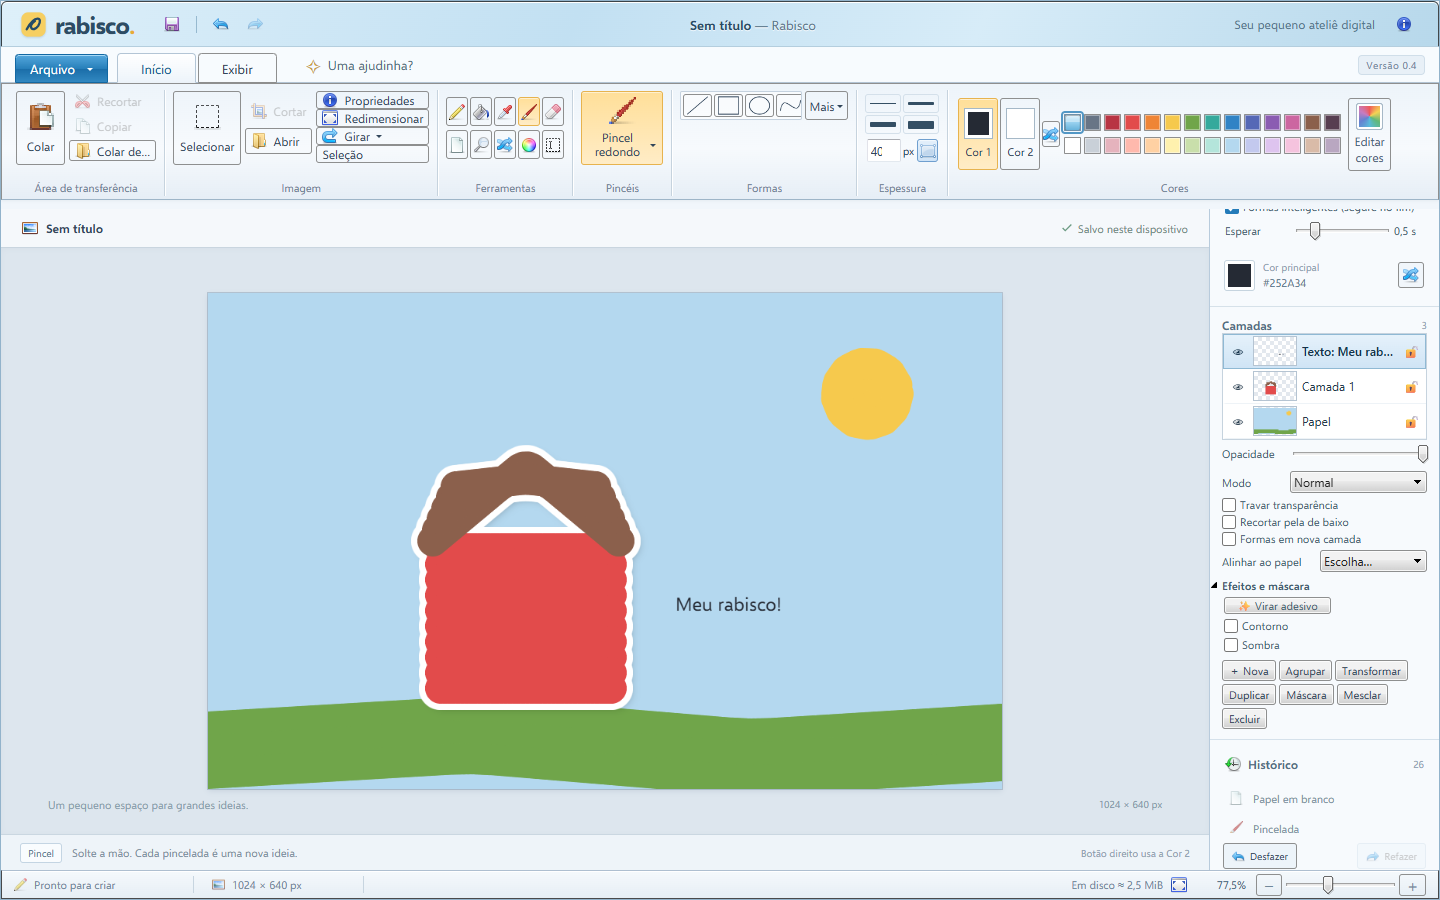 rabisco.
Sem título — Rabisco
Seu pequeno ateliê digital
Arquivo
Início
Exibir
Uma ajudinha?
Versão 0.4
Colar
Recortar
Copiar
Colar de...
Área de transferência
Selecionar
Cortar
Abrir
Propriedades
Redimensionar
Girar
Seleção
Imagem
Ferramentas
Pincel
redondo
Pincéis
Mais
Formas
40
px
Espessura
Cor 1
Cor 2
Editar
cores
Cores
Sem título
Salvo neste dispositivo
Formas inteligentes (segure no fim)
Esperar
0,5 s
Cor principal
#252A34
Camadas
3
Texto: Meu rab...
Camada 1
Papel
Opacidade
Modo
Normal
Travar transparência
Recortar pela de baixo
Formas em nova camada
Alinhar ao papel
Escolha...
Efeitos e máscara
Virar adesivo
Contorno
Sombra
+ Nova
Agrupar
Transformar
Duplicar
Máscara
Mesclar
Excluir
Histórico
26
Papel em branco
Pincelada
Desfazer
Refazer
Meu rabisco!
Um pequeno espaço para grandes ideias.
1024 × 640 px
Pincel
Solte a mão. Cada pincelada é uma nova ideia.
Botão direito usa a Cor 2
Pronto para criar
1024 × 640 px
Em disco ≈ 2,5 MiB
77,5%